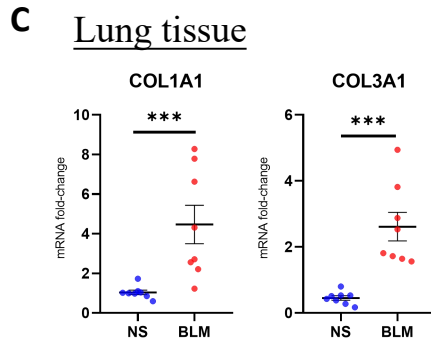 C
Lung tissue
COL1A1
***
mRNA fold-change
10
8
6
4
2
0
NS BLM
COL3A1
***
mRNA fold-change
6
4
2
0
NS BLM